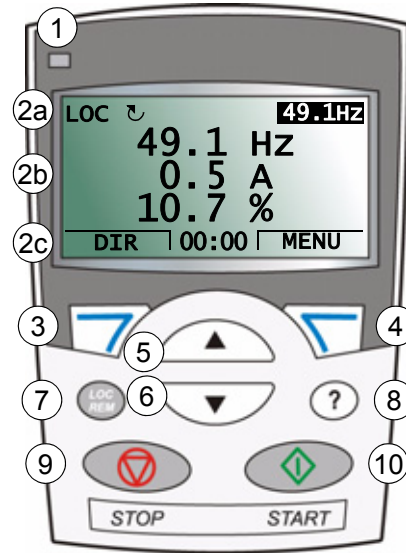 1
2a
LOC ↻ 49.1Hz
49.1 Hz
2b
0.5 A
10.7 %
2c
DIR 00:00 MENU
3
4
5
6
7
LOC
REM
?
8
9
10
STOP START